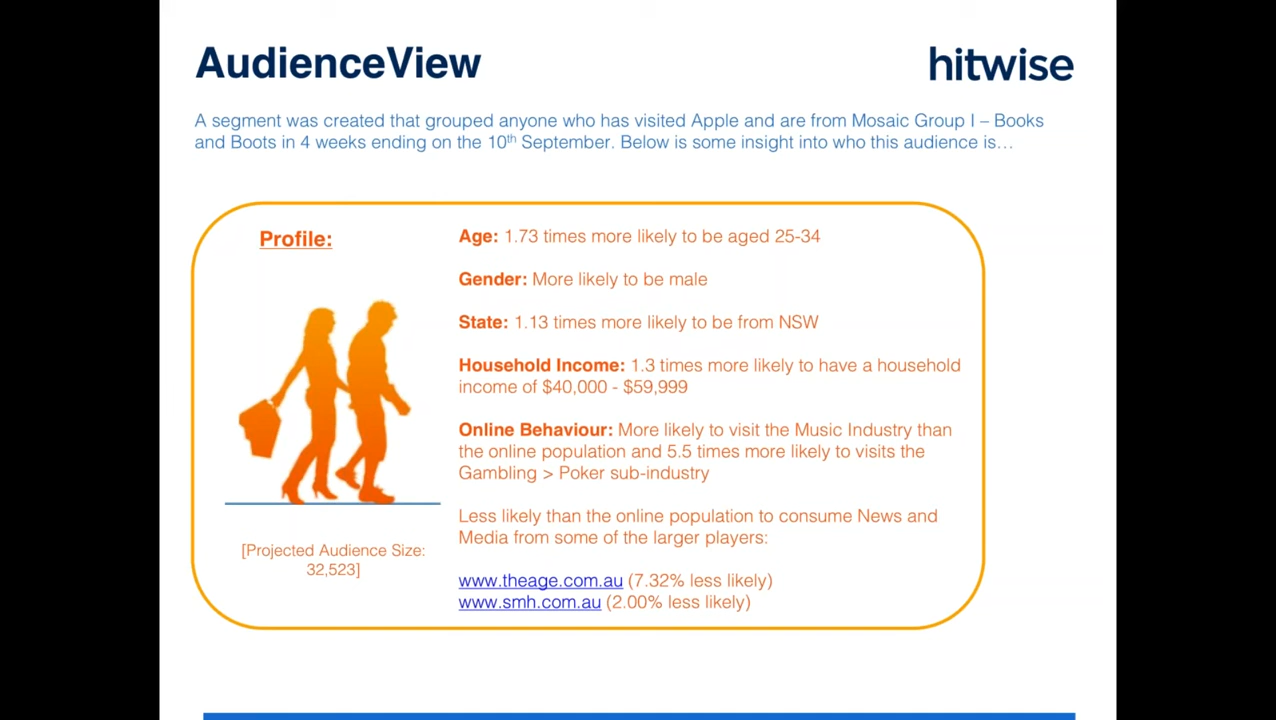 AudienceView
hitwise
A segment was created that grouped anyone who has visited Apple and are from Mosaic Group I – Books
and Boots in 4 weeks ending on the 10th September. Below is some insight into who this audience is…
Profile:
[Projected Audience Size:
32,523]
Age: 1.73 times more likely to be aged 25-34
Gender: More likely to be male
State: 1.13 times more likely to be from NSW
Household Income: 1.3 times more likely to have a household
income of $40,000 - $59,999
Online Behaviour: More likely to visit the Music Industry than
the online population and 5.5 times more likely to visits the
Gambling > Poker sub-industry
Less likely than the online population to consume News and
Media from some of the larger players:
www.theage.com.au (7.32% less likely)
www.smh.com.au (2.00% less likely)